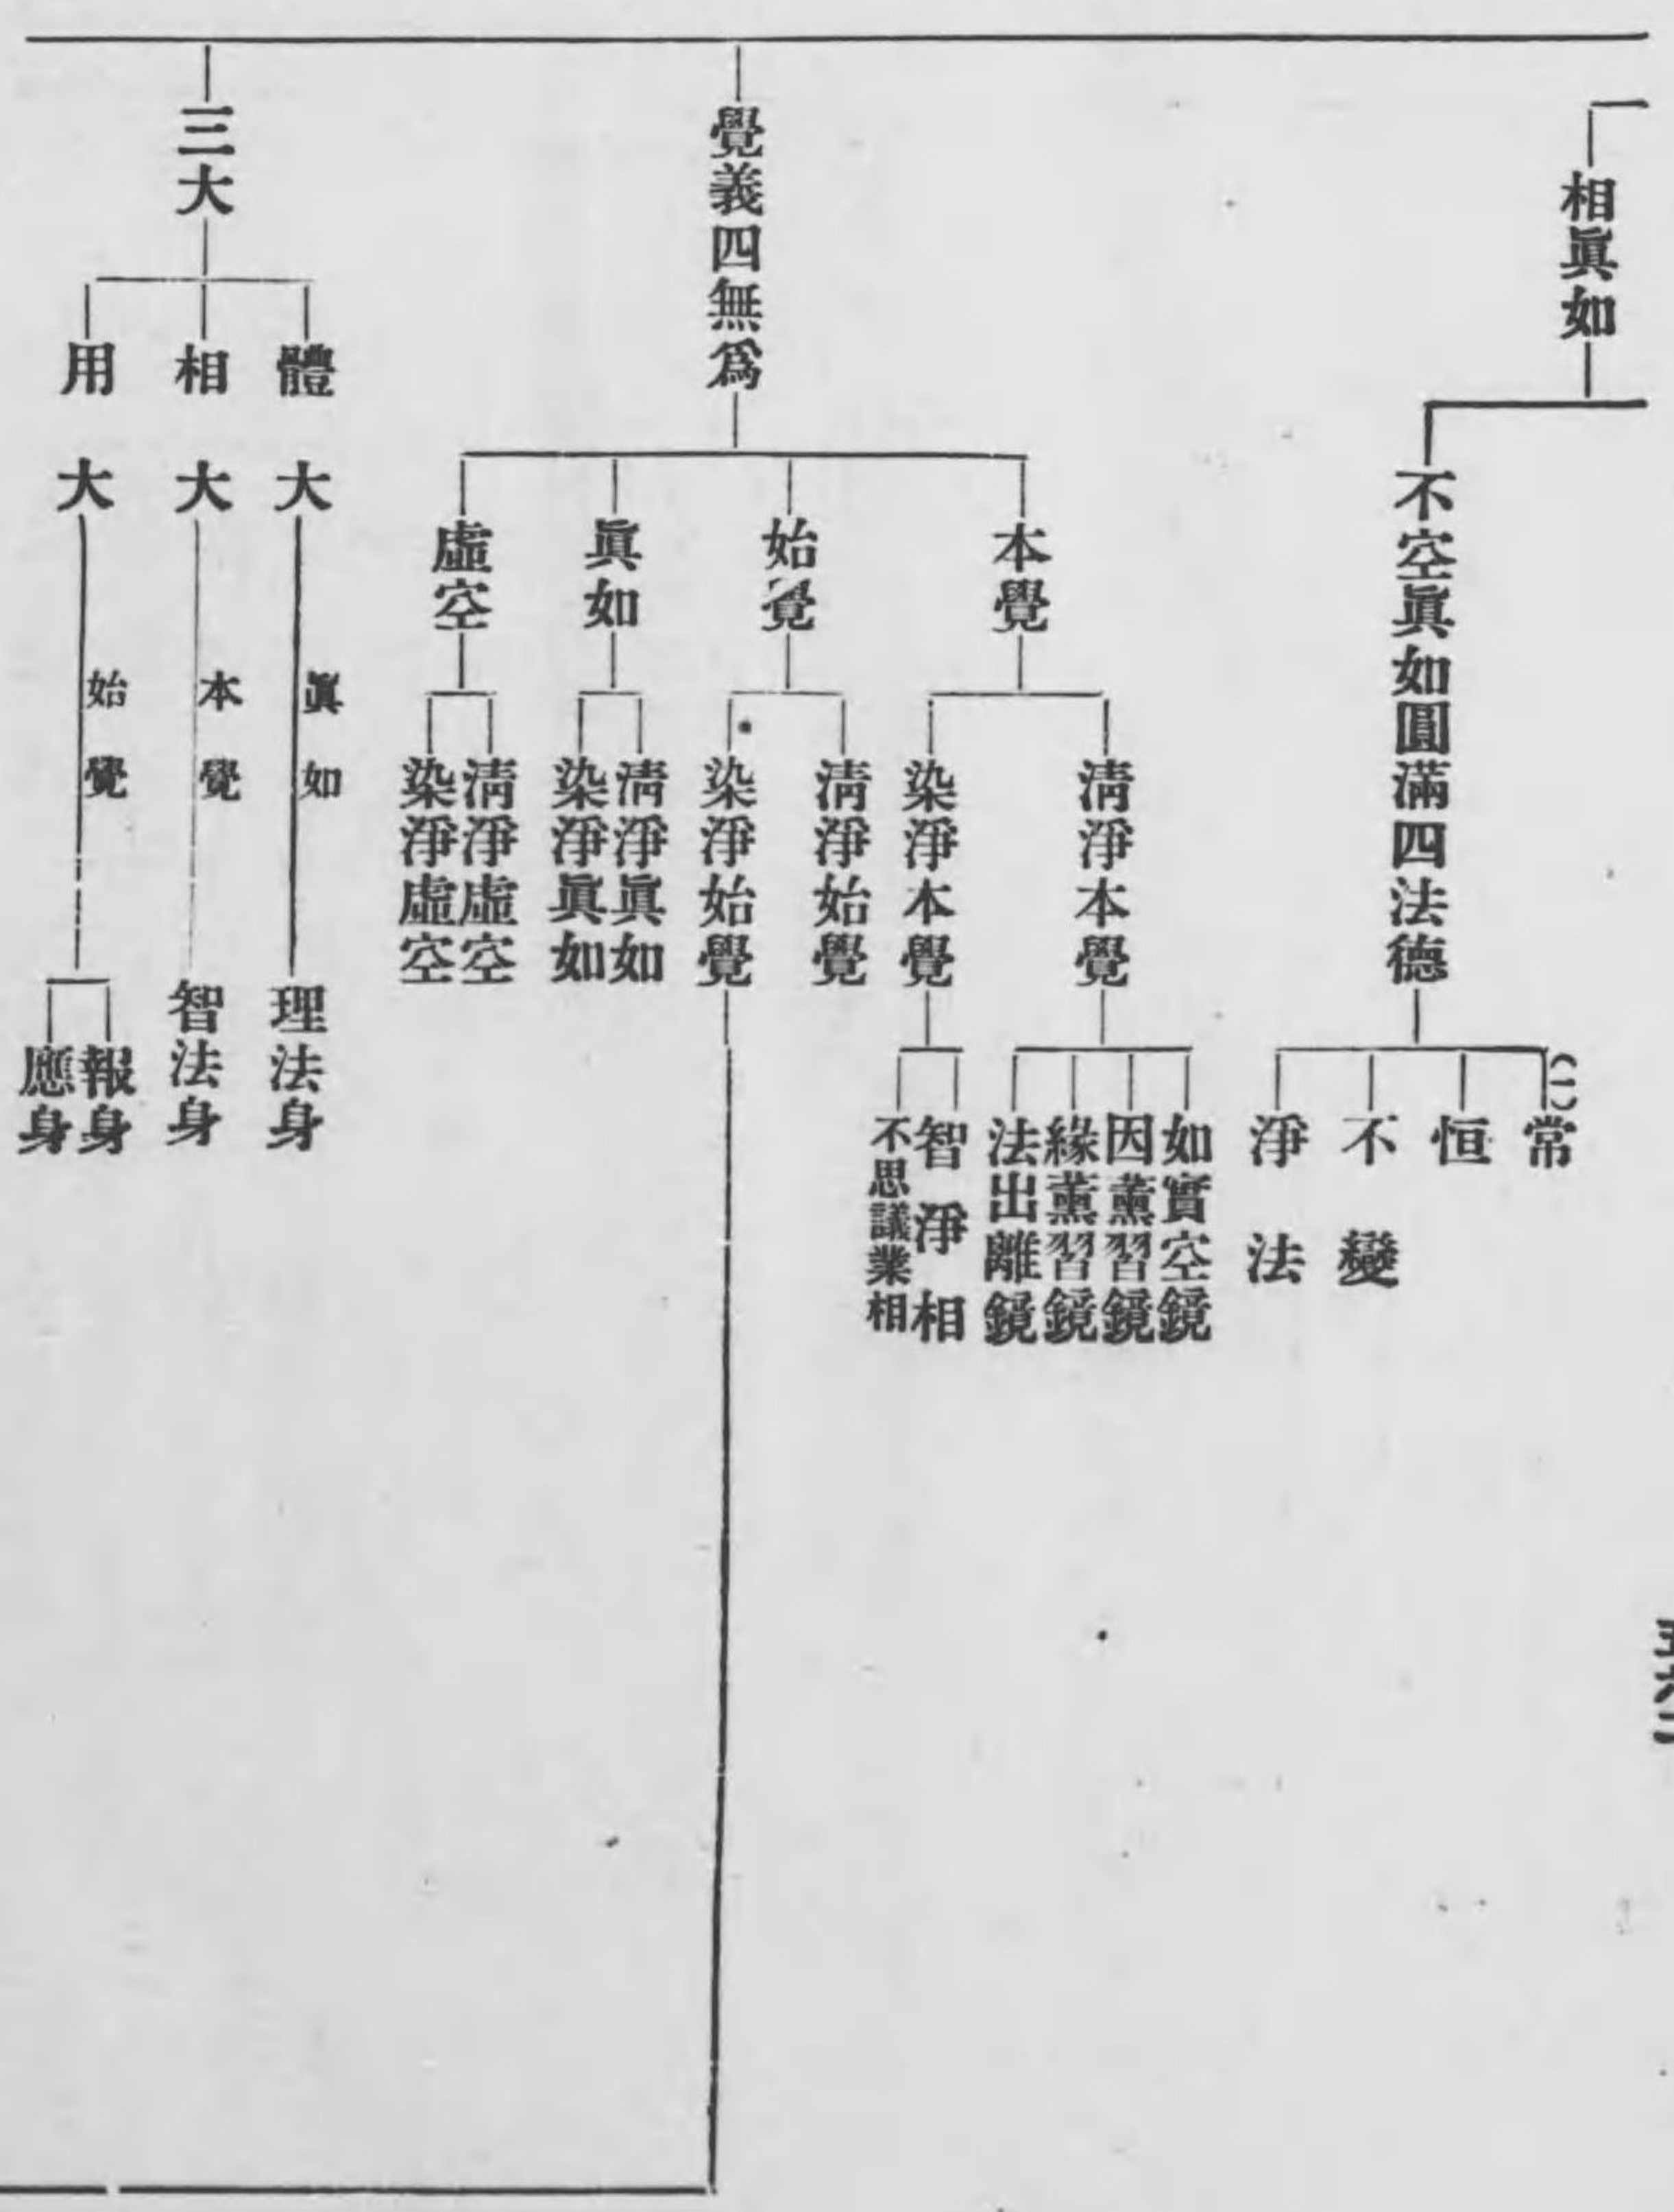 相眞如
不空眞如圓滿四法德
(一)
常
恒
不變
淨法
覺義四無爲
本覺
淸淨本覺
如實空鏡
因薰習鏡
緣薰習鏡
法出離鏡
染淨本覺
智淨相
不思議業相
始覺
淸淨始覺
染淨始覺
眞如
淸淨眞如
染淨眞如
虛空
淸淨虛空
染淨虛空
三大
體大
眞如
理法身
相大
本覺
智法身
用大
始覺
報身
應身